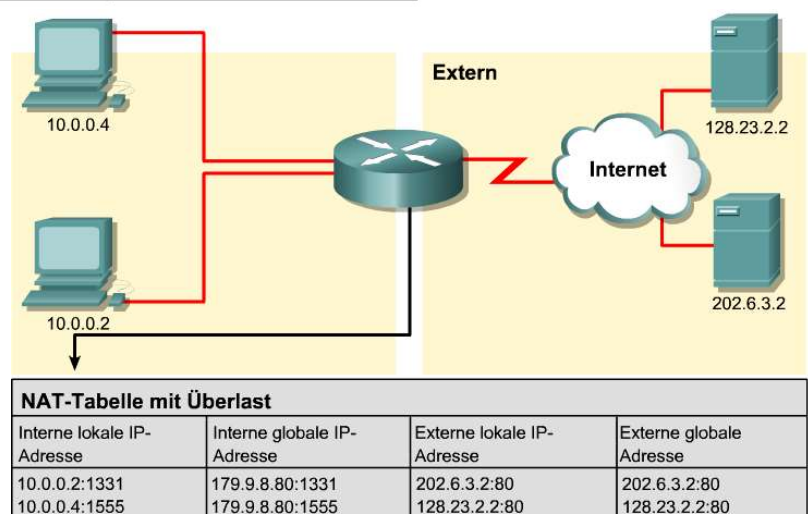 10.0.0.4
Extern
128.23.2.2
Internet
10.0.0.2
202.6.3.2
NAT-Tabelle mit Überlast
Interne lokale IP-Adresse Interne globale IP-Adresse Externe lokale IP-Adresse Externe globale Adresse
10.0.0.2:1331 179.9.8.80:1331 202.6.3.2:80 202.6.3.2:80
10.0.0.4:1555 179.9.8.80:1555 128.23.2.2:80 128.23.2.2:80